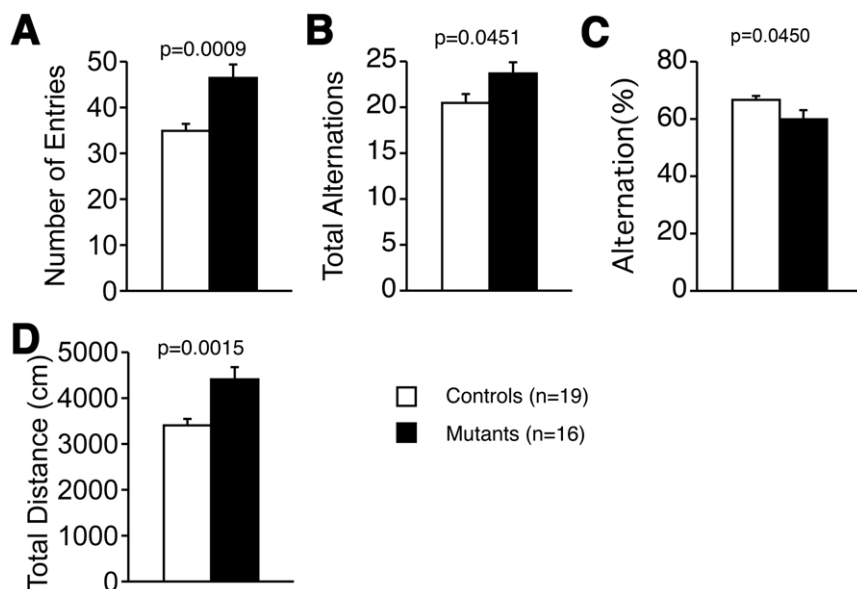 A
p=0.0009
Number of Entries
50
40
30
20
10
0
B
p=0.0451
Total Alternations
25
20
15
10
5
0
C
p=0.0450
Alternation(%)
80
60
40
20
0
D
p=0.0015
Total Distance (cm)
5000
4000
3000
2000
1000
0
Controls (n=19)
Mutants (n=16)